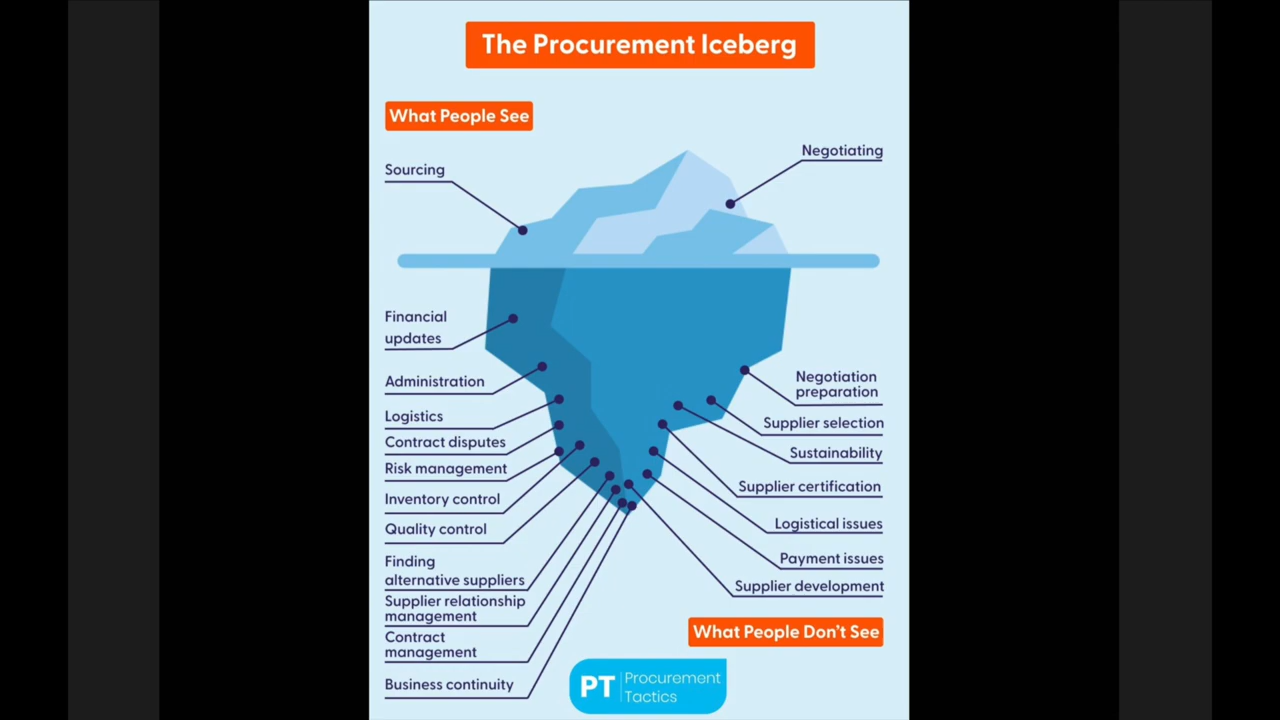 The Procurement Iceberg
What People See
Sourcing
Negotiating
Financial
updates
Administration
Logistics
Contract disputes
Risk management
Inventory control
Quality control
Finding
alternative suppliers
Supplier relationship
management
Contract
management
Business continuity
Negotiation
preparation
Supplier selection
Sustainability
Supplier certification
Logistical issues
Payment issues
Supplier development
What People Don't See
PT
Procurement
Tactics